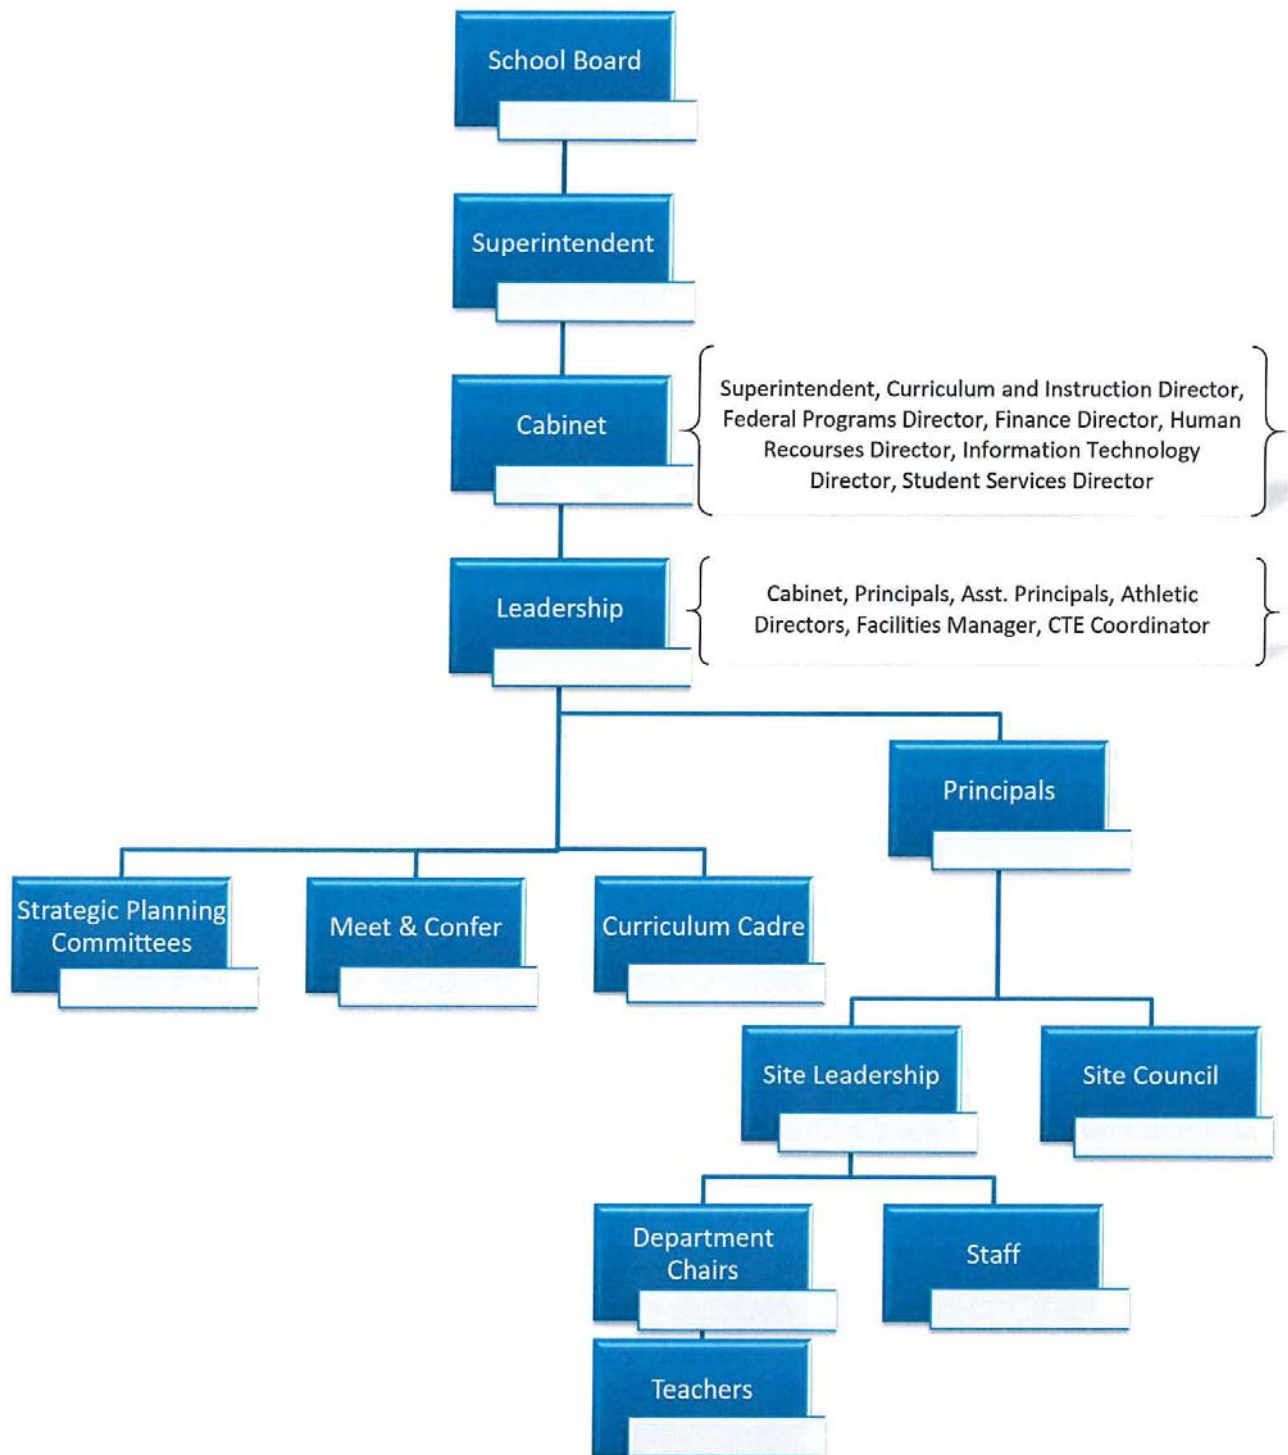 School Board
Superintendent
Cabinet
Superintendent, Curriculum and Instruction Director,
Federal Programs Director, Finance Director, Human
Recourses Director, Information Technology
Director, Student Services Director
Leadership
Cabinet, Principals, Asst. Principals, Athletic
Directors, Facilities Manager, CTE Coordinator
Principals
Strategic Planning
Committees
Meet & Confer
Curriculum Cadre
Site Leadership
Site Council
Department
Chairs
Staff
Teachers